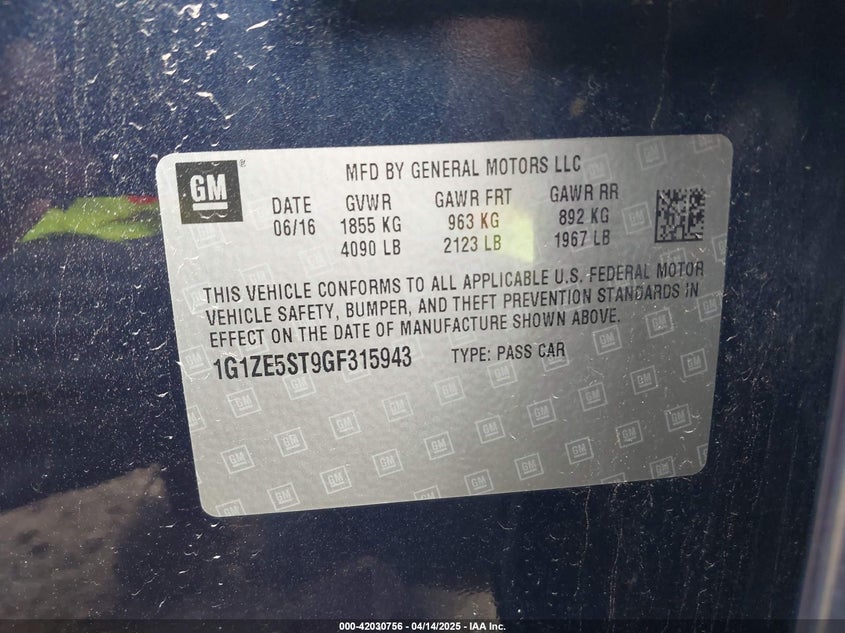 GM ®
MFD BY GENERAL MOTORS LLC
DATE GVWR GAWR FRT GAWR RR
06/16 1855 KG 963 KG 892 KG
4090 LB 2123 LB 1967 LB
THIS VEHICLE CONFORMS TO ALL APPLICABLE U.S. FEDERAL MOTOR
VEHICLE SAFETY, BUMPER, AND THEFT PREVENTION STANDARDS IN
EFFECT ON THE DATE OF MANUFACTURE SHOWN ABOVE.
1G1ZE5ST9GF315943 TYPE: PASS CAR
000-42030756 - 04/14/2025 - IAA Inc.